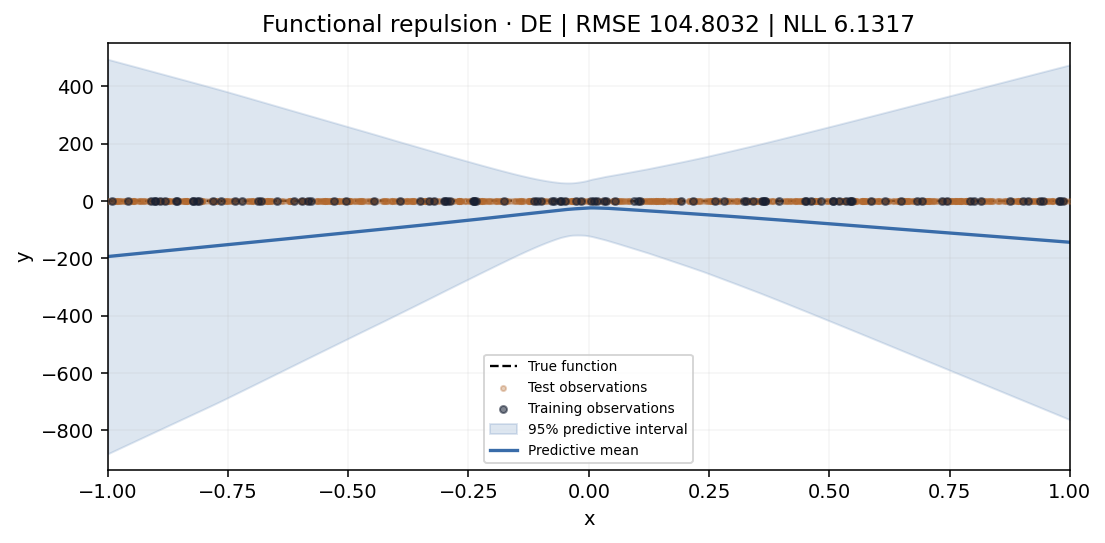 Functional repulsion · DE | RMSE 104.8032 | NLL 6.1317
400
200
0
−200
−400
−600
−800
y
True function
Test observations
Training observations
95% predictive interval
Predictive mean
−1.00 −0.75 −0.50 −0.25 0.00 0.25 0.50 0.75 1.00
x